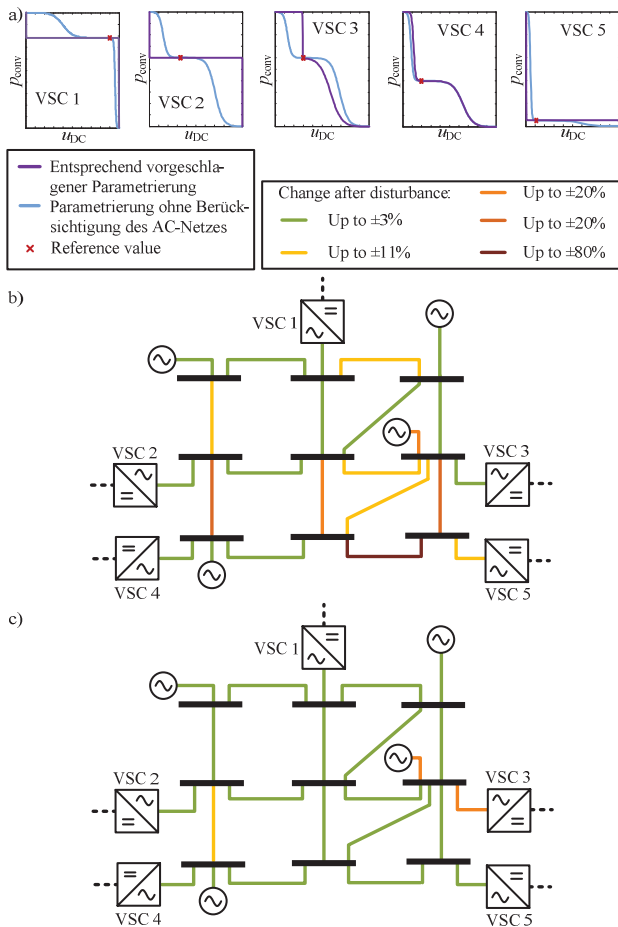 a)
p_conv
VSC 1
VSC 2
VSC 3
VSC 4
VSC 5
u_DC
p_conv
u_DC
p_conv
u_DC
p_conv
u_DC
p_conv
u_DC
Entsprechend vorgeschla-
gener Parametrierung
Parametrierung ohne Berück-
sichtigung des AC-Netzes
Reference value
Change after disturbance:
Up to ±3%
Up to ±11%
Up to ±20%
Up to ±20%
Up to ±80%
b)
VSC 1
VSC 2
VSC 3
VSC 4
VSC 5
c)
VSC 1
VSC 2
VSC 3
VSC 4
VSC 5